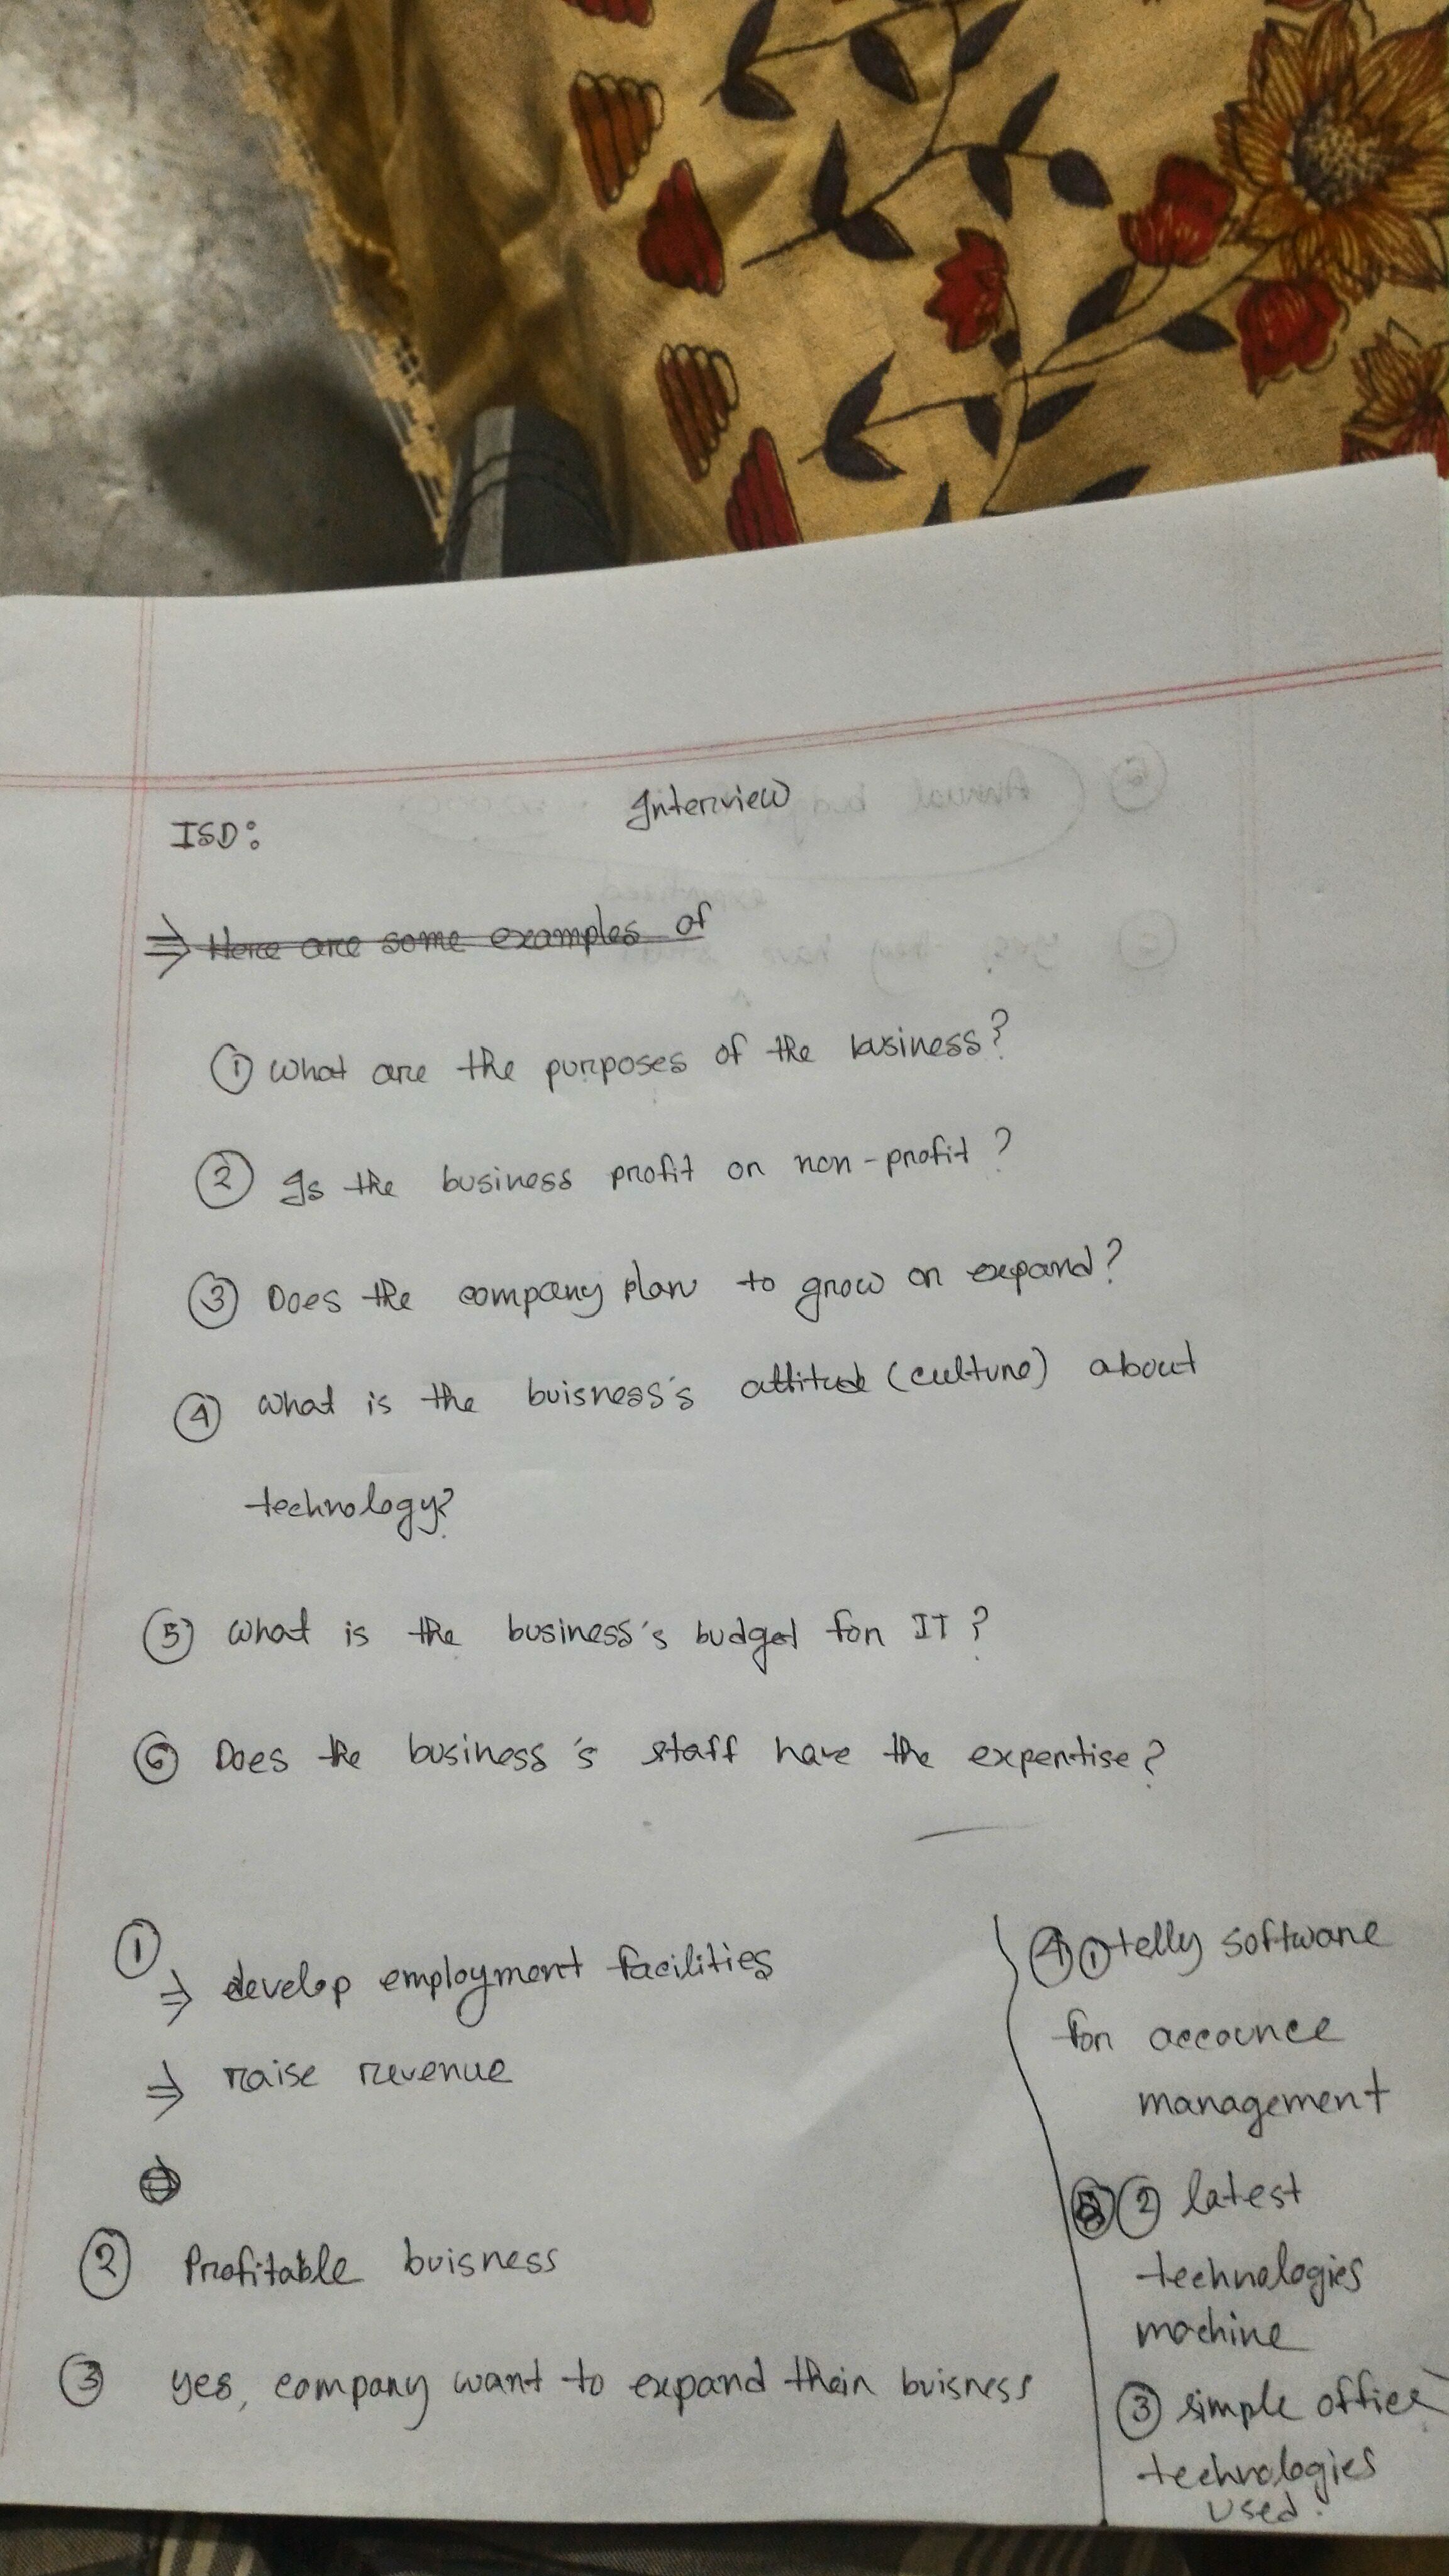 Interview
ISD:
⇒ Here are some examples of
① What are the purposes of the business?
② Is the business profit or non-profit?
③ Does the company plan to grow or expand?
④ What is the buisness's attitude (culture) about
technology?
⑤ What is the business's budget for IT?
⑥ Does the business's staff have the expertise?
①
⇒ develop employment facilities
⇒ raise revenue
② Profitable buisness
③ yes, company want to expand their buisness
④ ① telly software
for accounce
management
② latest
technologies
machine
③ simple office
technologies
used.